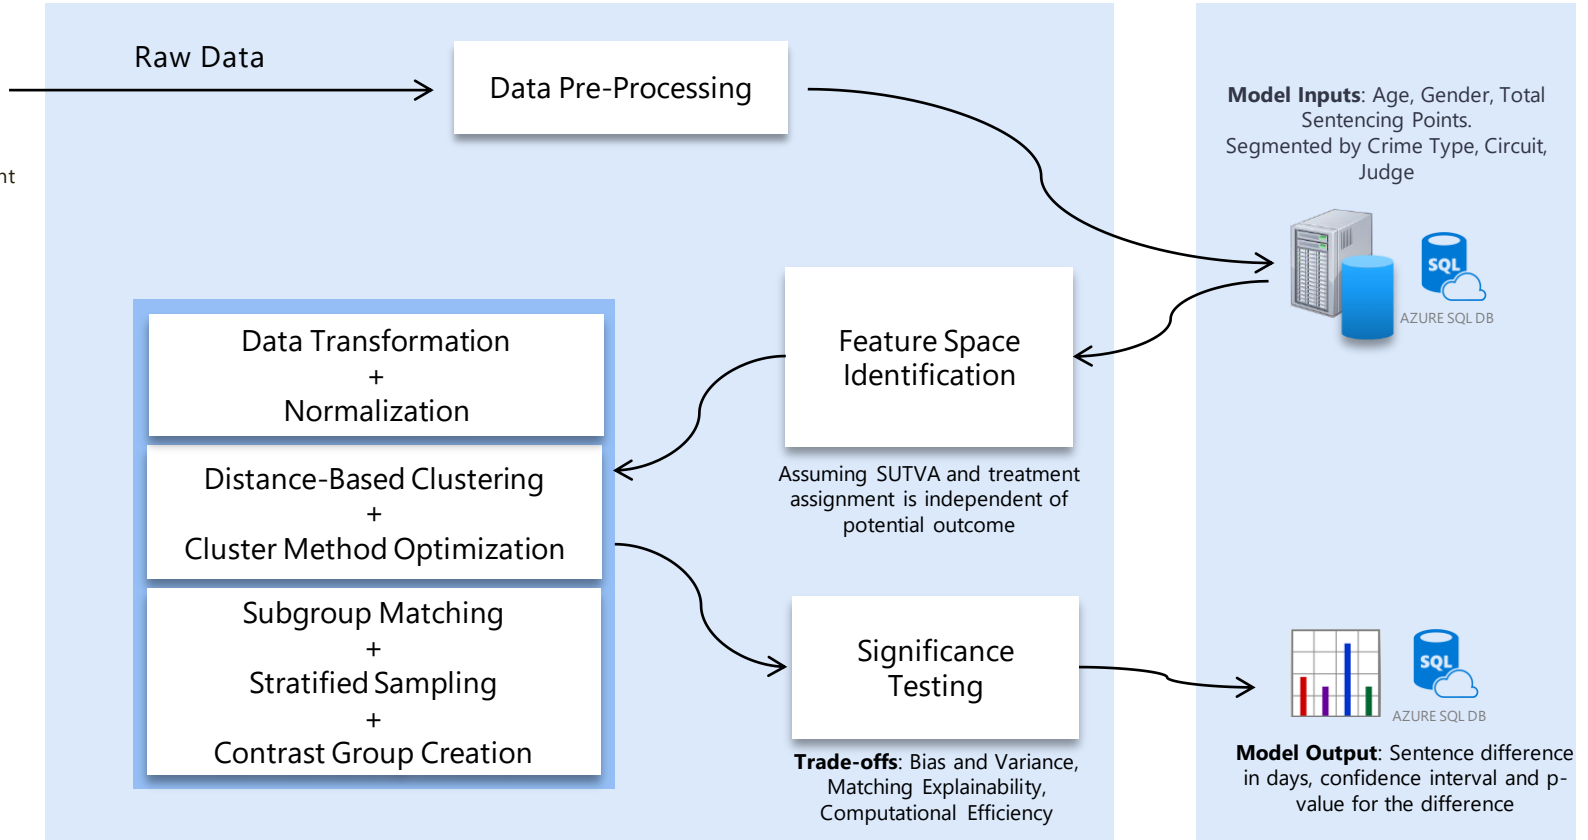 Raw Data
Data Pre-Processing
Model Inputs: Age, Gender, Total
Sentencing Points.
Segmented by Crime Type, Circuit,
Judge
nt
SQL
AZURE SQL DB
Feature Space
Identification
Assuming SUTVA and treatment
assignment is independent of
potential outcome
Data Transformation
+
Normalization
Distance-Based Clustering
+
Cluster Method Optimization
Subgroup Matching
+
Stratified Sampling
+
Contrast Group Creation
Significance
Testing
Trade-offs: Bias and Variance,
Matching Explainability,
Computational Efficiency
SQL
AZURE SQL DB
Model Output: Sentence difference
in days, confidence interval and p-
value for the difference